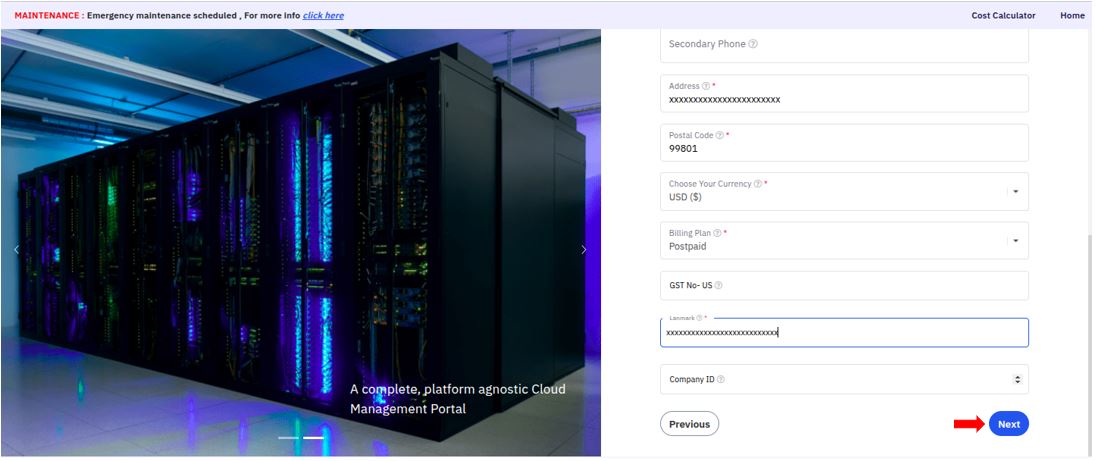 MAINTENANCE : Emergency maintenance scheduled , For more info click here
Cost Calculator
Home
Secondary Phone
Address *
xxxxxxxxxxxxxxxxxxxxxxx
Postal Code *
99801
Choose Your Currency *
USD ($)
Billing Plan *
Postpaid
GST No- US
Lanmark *
xxxxxxxxxxxxxxxxxxxxxxxxxx
Company ID
A complete, platform agnostic Cloud
Management Portal
Previous
Next